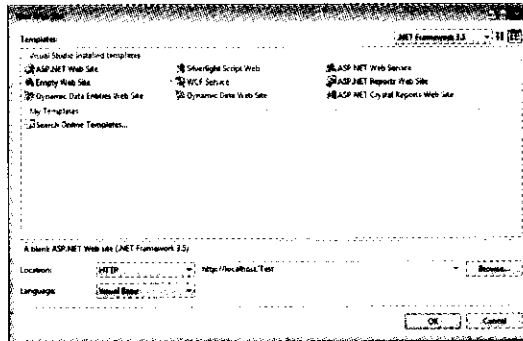 Templates: .NET Framework 3.5
Visual Studio installed templates
ASP.NET Web Site Silverlight Script Web ASP.NET Web Service
Empty Web Site WCF Service ASP.NET Reports Web Site
Dynamic Data Entities Web Site Dynamic Data Web Site ASP.NET Crystal Reports Web Site
My Templates
Search Online Templates...
A blank ASP.NET Web site (.NET Framework 3.5)
Location: HTTP http://localhost/Test Browse...
Language: Visual Basic
OK Cancel